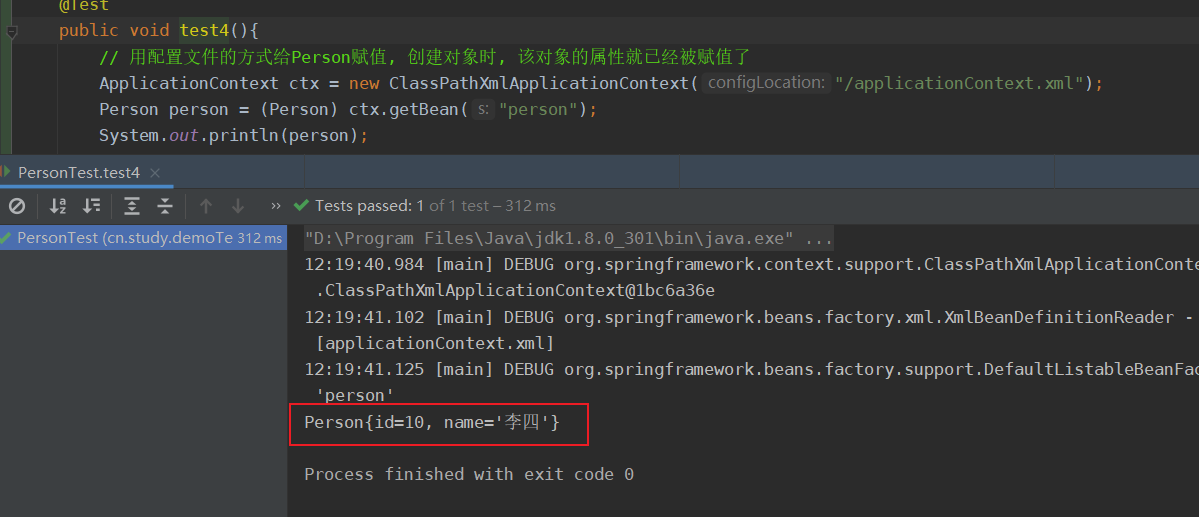 @Test
public void test4(){
// 用配置文件的方式给Person赋值, 创建对象时, 该对象的属性就已经被赋值了
ApplicationContext ctx = new ClassPathXmlApplicationContext( configLocation: "/applicationContext.xml");
Person person = (Person) ctx.getBean( s: "person");
System.out.println(person);
PersonTest.test4
Tests passed: 1 of 1 test – 312 ms
PersonTest (cn.study.demoTe 312 ms
"D:\Program Files\Java\jdk1.8.0_301\bin\java.exe" ...
12:19:40.984 [main] DEBUG org.springframework.context.support.ClassPathXmlApplicationConte
.ClassPathXmlApplicationContext@1bc6a36e
12:19:41.102 [main] DEBUG org.springframework.beans.factory.xml.XmlBeanDefinitionReader -
[applicationContext.xml]
12:19:41.125 [main] DEBUG org.springframework.beans.factory.support.DefaultListableBeanFac
'person'
Person{id=10, name='李四'}
Process finished with exit code 0